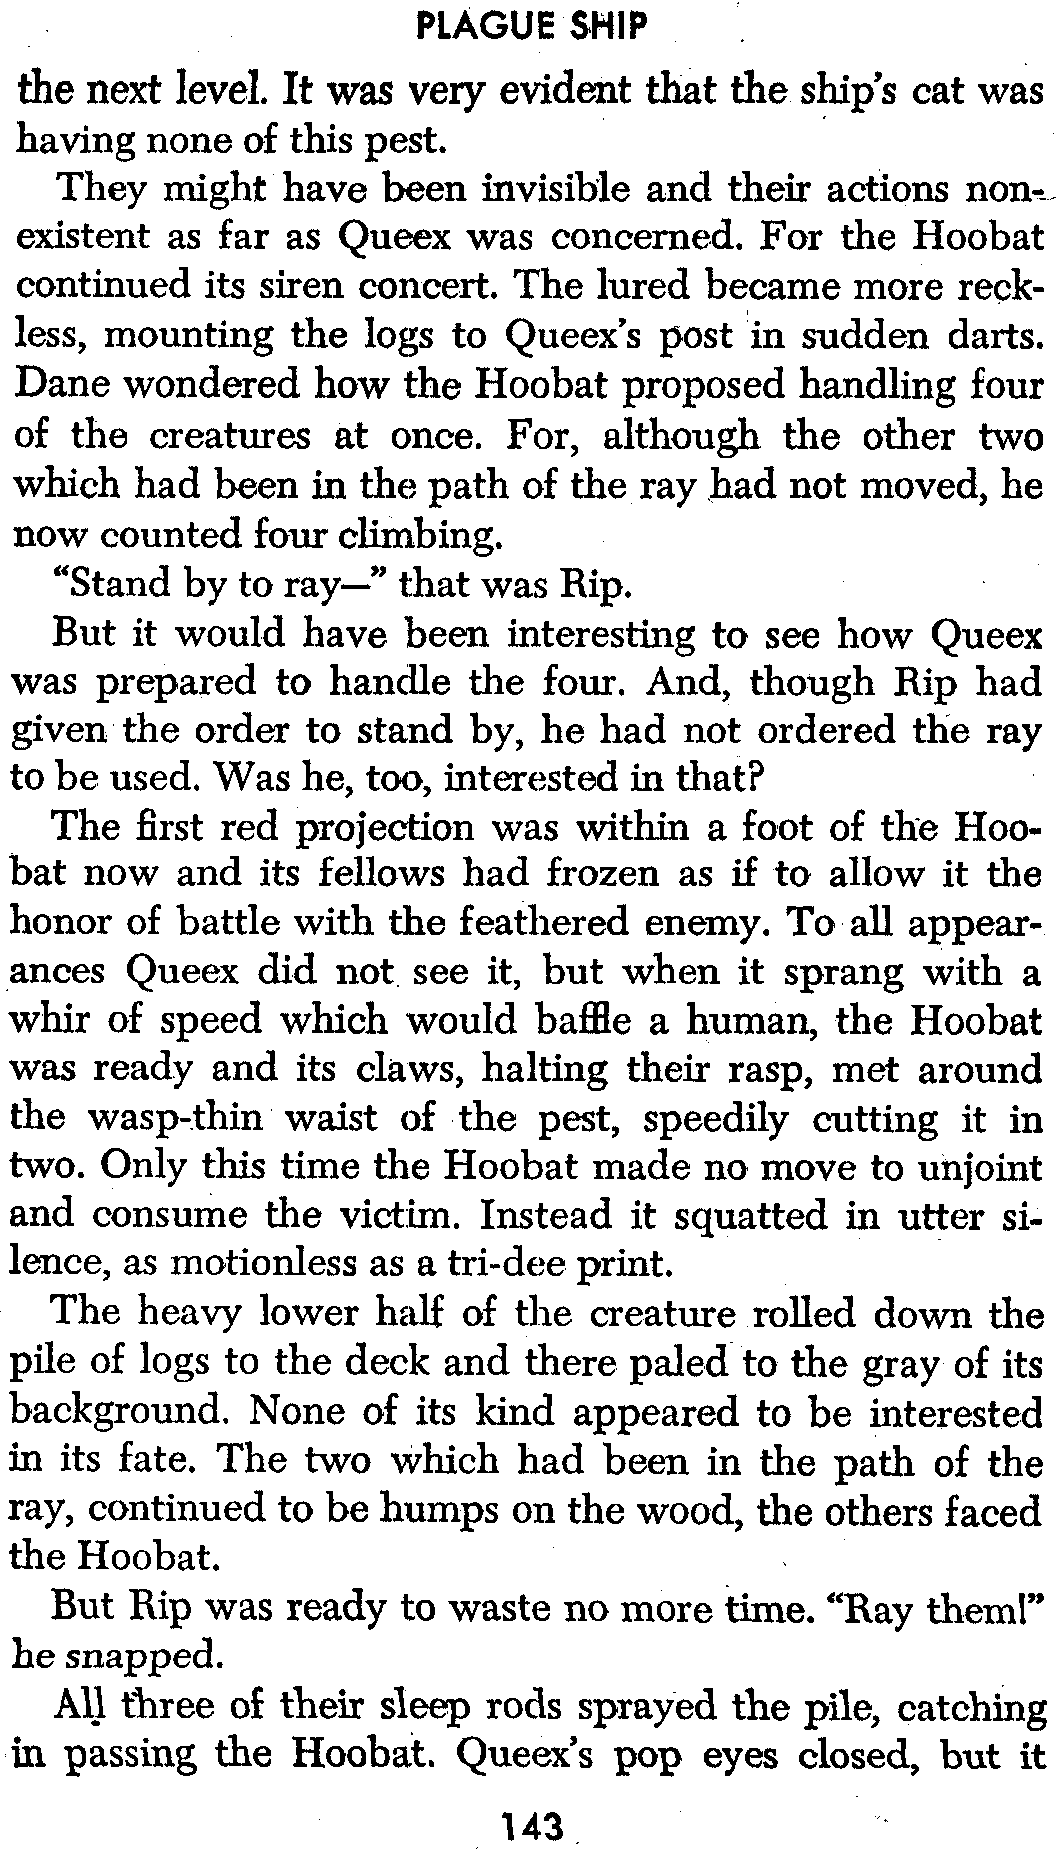 PLAGUE SHIP
the next level. It was very evident that the ship's cat was
having none of this pest.
They might have been invisible and their actions non-
existent as far as Queex was concerned. For the Hoobat
continued its siren concert. The lured became more reck-
less, mounting the logs to Queex's post in sudden darts.
Dane wondered how the Hoobat proposed handling four
of the creatures at once. For, although the other two
which had been in the path of the ray had not moved, he
now counted four climbing.
“Stand by to ray—” that was Rip.
But it would have been interesting to see how Queex
was prepared to handle the four. And, though Rip had
given the order to stand by, he had not ordered the ray
to be used. Was he, too, interested in that?
The first red projection was within a foot of the Hoo-
bat now and its fellows had frozen as if to allow it the
honor of battle with the feathered enemy. To all appear-
ances Queex did not see it, but when it sprang with a
whir of speed which would baffle a human, the Hoobat
was ready and its claws, halting their rasp, met around
the wasp-thin waist of the pest, speedily cutting it in
two. Only this time the Hoobat made no move to unjoint
and consume the victim. Instead it squatted in utter si-
lence, as motionless as a tri-dee print.
The heavy lower half of the creature rolled down the
pile of logs to the deck and there paled to the gray of its
background. None of its kind appeared to be interested
in its fate. The two which had been in the path of the
ray, continued to be humps on the wood, the others faced
the Hoobat.
But Rip was ready to waste no more time. “Ray them!”
he snapped.
All three of their sleep rods sprayed the pile, catching
in passing the Hoobat. Queex's pop eyes closed, but it
143